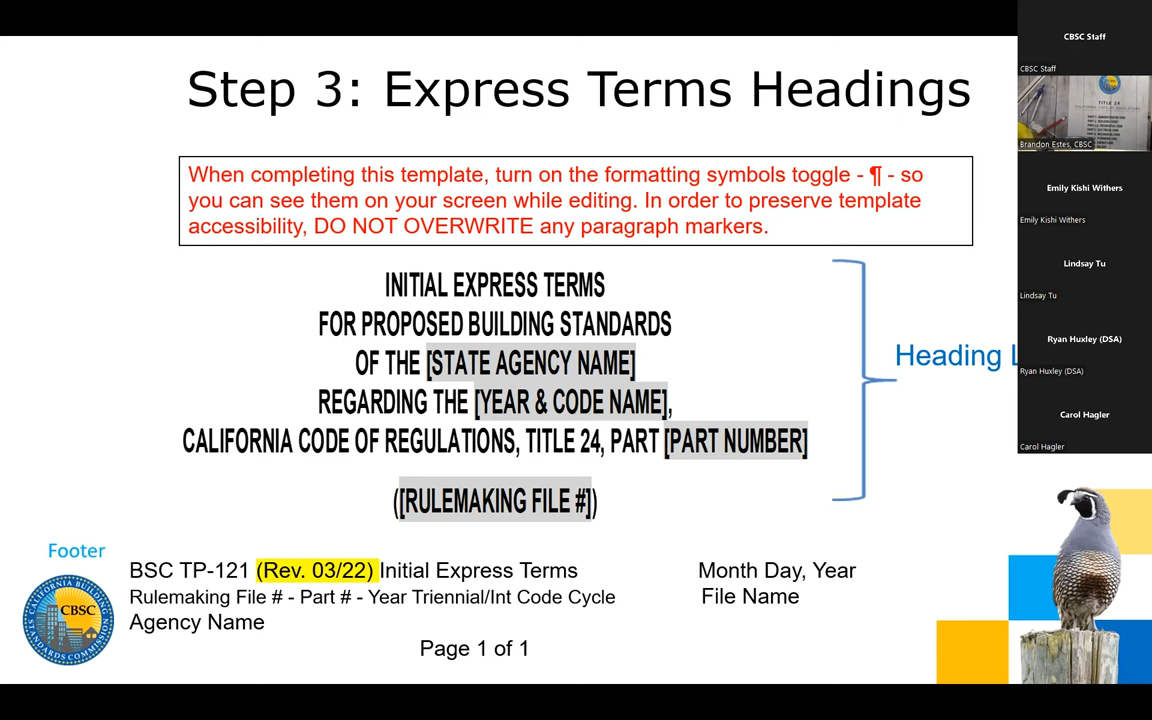 Step 3: Express Terms Headings
When completing this template, turn on the formatting symbols toggle - ¶ - so
you can see them on your screen while editing. In order to preserve template
accessibility, DO NOT OVERWRITE any paragraph markers.
INITIAL EXPRESS TERMS
FOR PROPOSED BUILDING STANDARDS
OF THE [STATE AGENCY NAME]
REGARDING THE [YEAR & CODE NAME],
CALIFORNIA CODE OF REGULATIONS, TITLE 24, PART [PART NUMBER]
([RULEMAKING FILE #])
Heading
Footer
BSC TP-121 (Rev. 03/22) Initial Express Terms
Month Day, Year
Rulemaking File # - Part # - Year Triennial/Int Code Cycle
File Name
Agency Name
Page 1 of 1
CALIFORNIA BUILDING
STANDARDS COMMISSION
CBSC
CBSC Staff
CBSC Staff
TITLE 24
Brandon Estes, CBSC
Emily Kishi Withers
Emily Kishi Withers
Lindsay Tu
Lindsay Tu
Ryan Huxley (DSA)
Ryan Huxley (DSA)
Carol Hagler
Carol Hagler